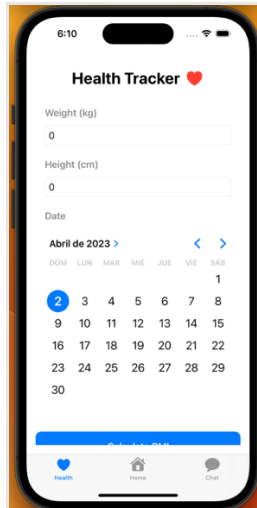 6:10
Health Tracker ❤️
Weight (kg)
0
Height (cm)
0
Date
Abril de 2023 >
DOM LUN MAR MIÉ JUE VIE SÁB
1
2 3 4 5 6 7 8
9 10 11 12 13 14 15
16 17 18 19 20 21 22
23 24 25 26 27 28 29
30
Calculate BMI
Health Home Chat